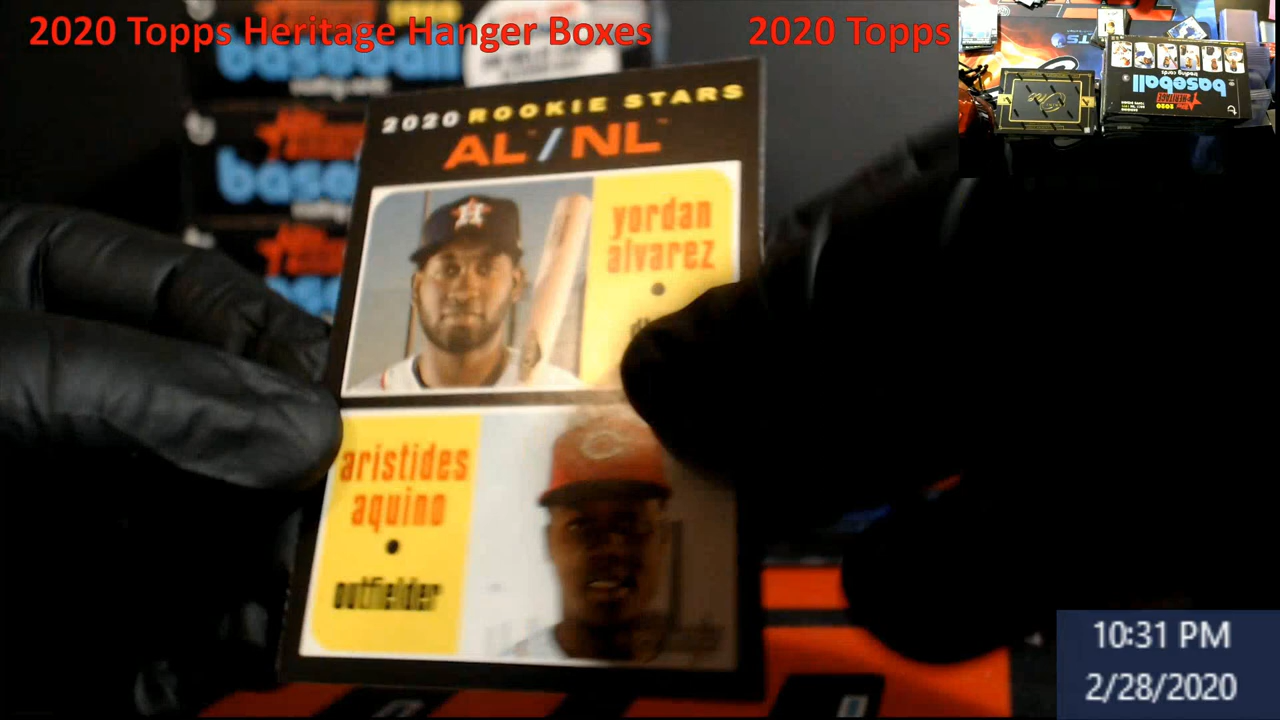 2020 Topps Heritage Hanger Boxes 2020 Topps
2020 ROOKIE STARS
AL / NL
yordan
alvarez
aristides
aquino
outfielder
baseball
10:31 PM
2/28/2020